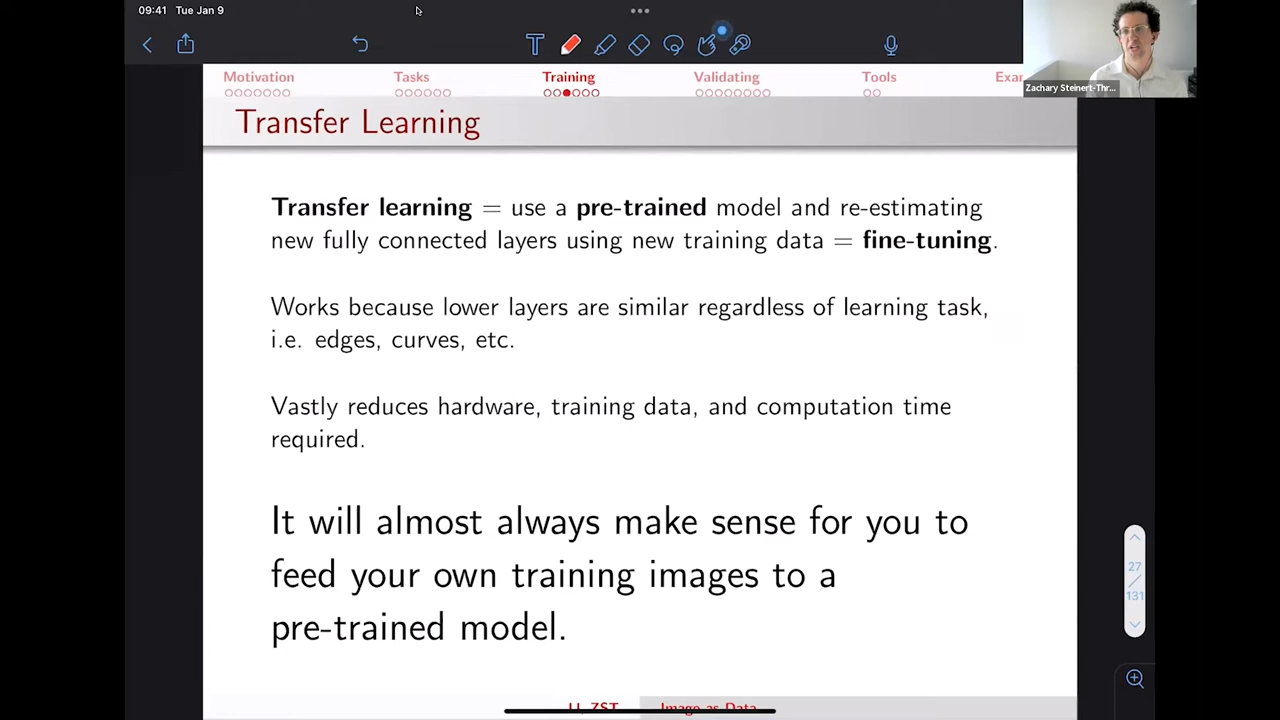 09:41 Tue Jan 9
Zachary Steinert-Thr...
Motivation Tasks Training Validating Tools
Transfer Learning
Transfer learning = use a pre-trained model and re-estimating
new fully connected layers using new training data = fine-tuning.
Works because lower layers are similar regardless of learning task,
i.e. edges, curves, etc.
Vastly reduces hardware, training data, and computation time
required.
It will almost always make sense for you to
feed your own training images to a
pre-trained model.
27
131
ZST Image as Data